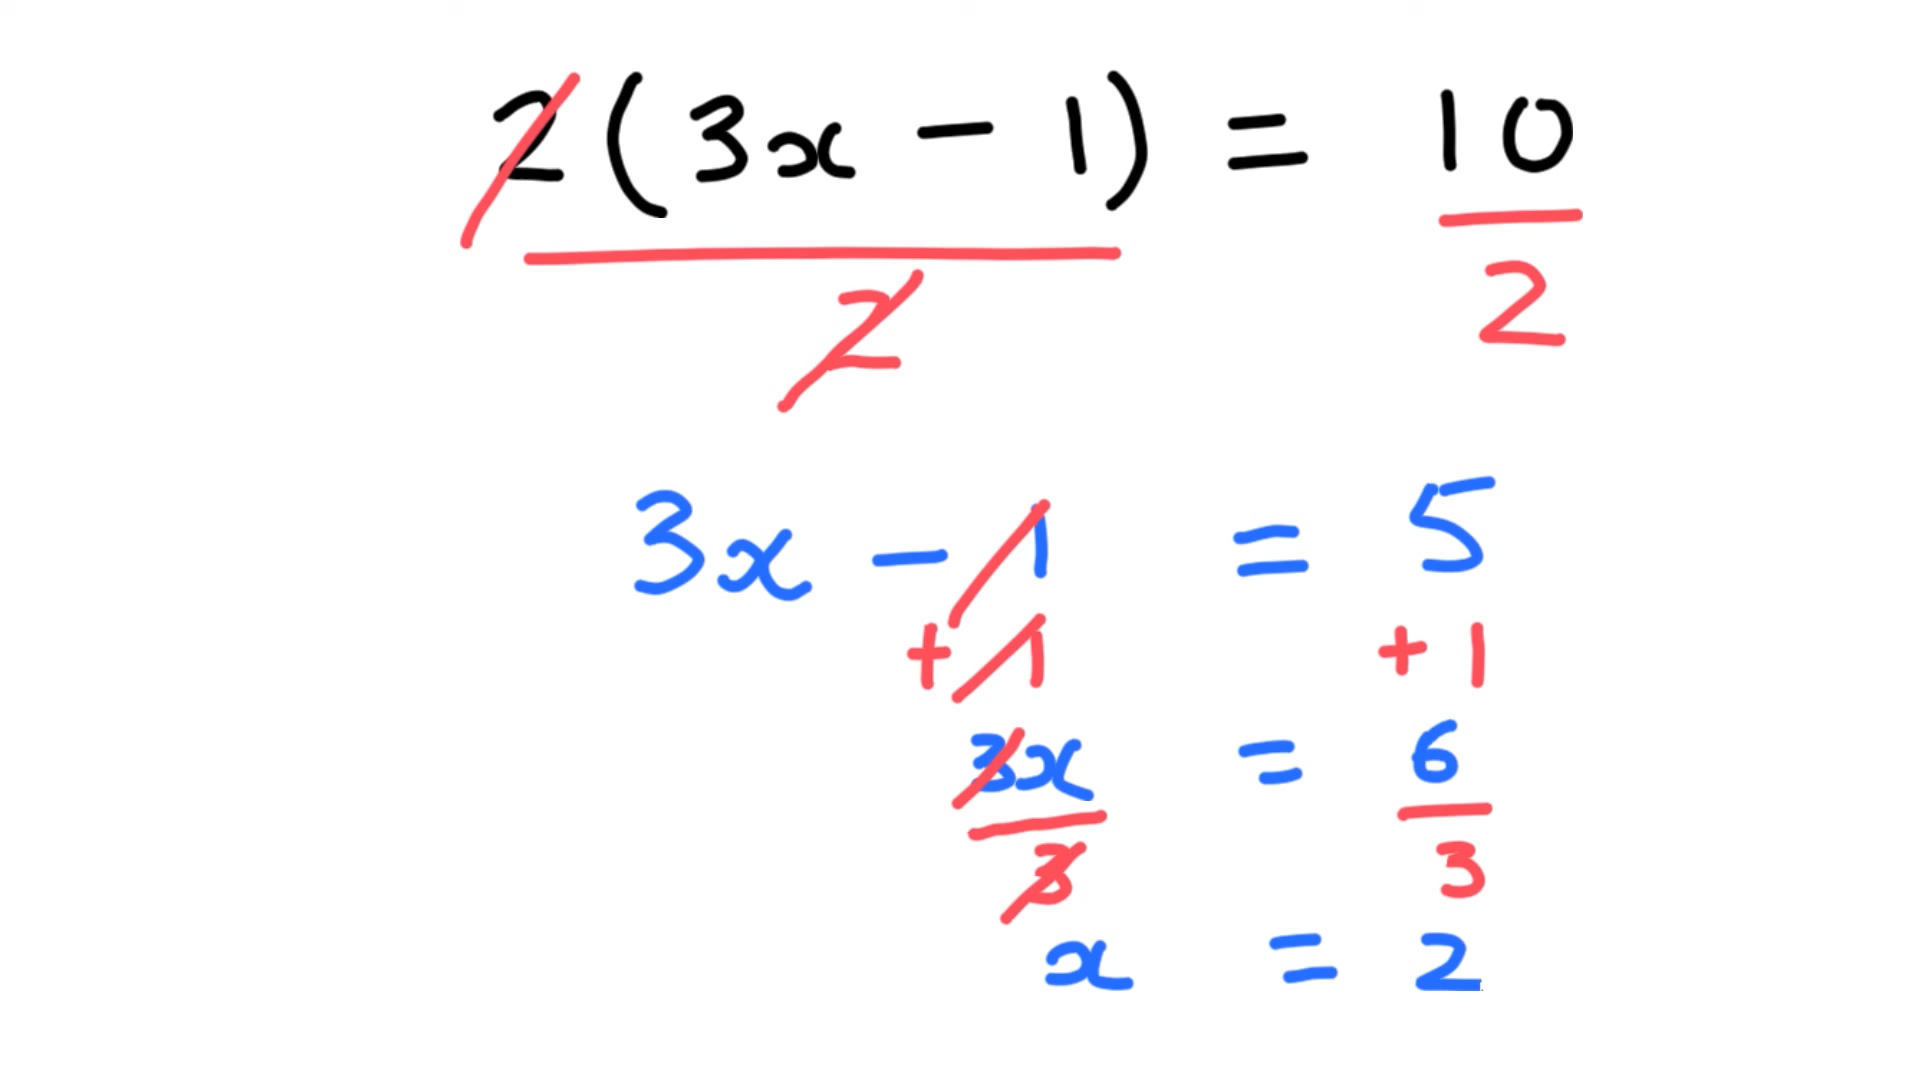 2(3x - 1) = 10
2 2
3x - 1 = 5
+ 1 + 1
3x = 6
3 3
x = 2